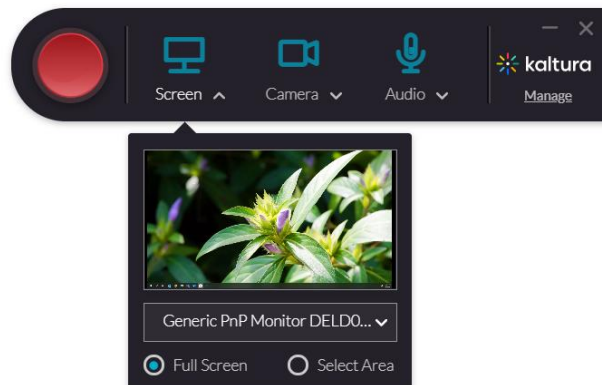 Screen
Camera
Audio
kaltura
Manage
Generic PnP Monitor DELD0...
Full Screen
Select Area